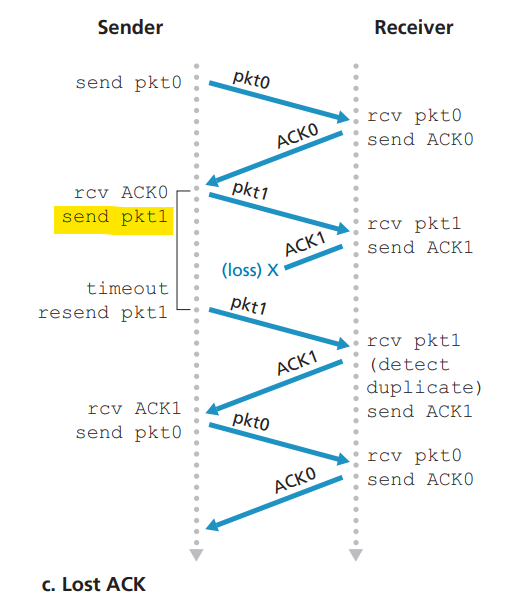 Sender
Receiver
send pkt0
pkt0
rcv pkt0
send ACK0
ACK0
rcv ACK0
send pkt1
pkt1
rcv pkt1
send ACK1
ACK1
(loss) X
timeout
resend pkt1
pkt1
rcv pkt1
(detect
duplicate)
send ACK1
ACK1
rcv ACK1
send pkt0
pkt0
rcv pkt0
send ACK0
ACK0
c. Lost ACK